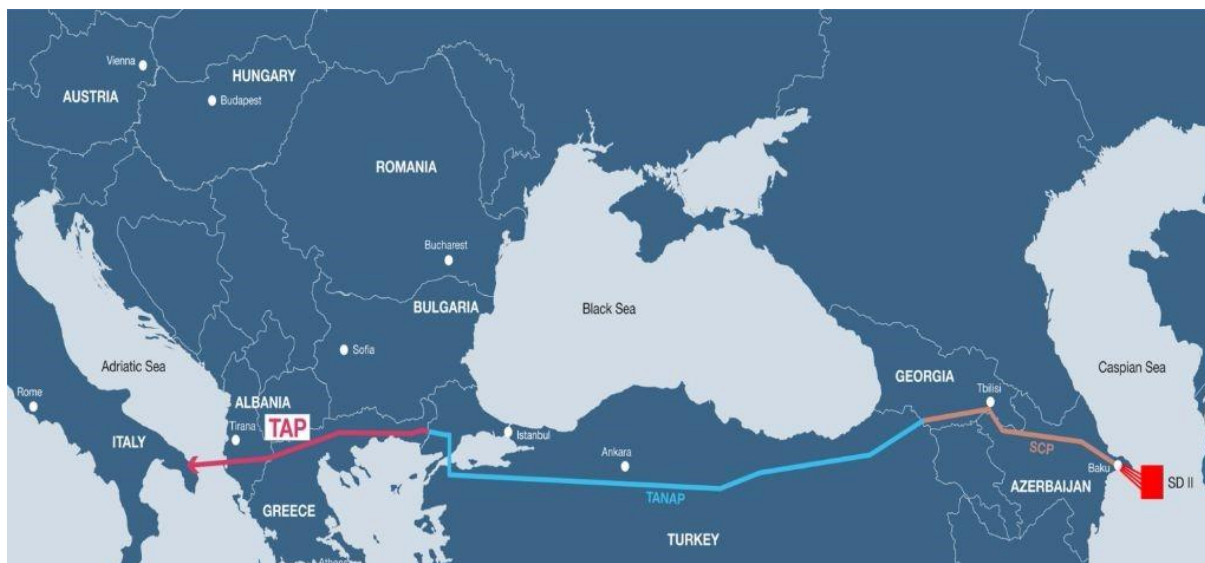 Vienna
HUNGARY
AUSTRIA
Budapest
ROMANIA
Bucharest
BULGARIA
Black Sea
Sofia
Adriatic Sea
Caspian Sea
GEORGIA
Tbilisi
Rome
ALBANIA
TAP
Tirana
Istanbul
ITALY
Ankara
SCP
Baku
SD II
AZERBAIJAN
TANAP
GREECE
TURKEY